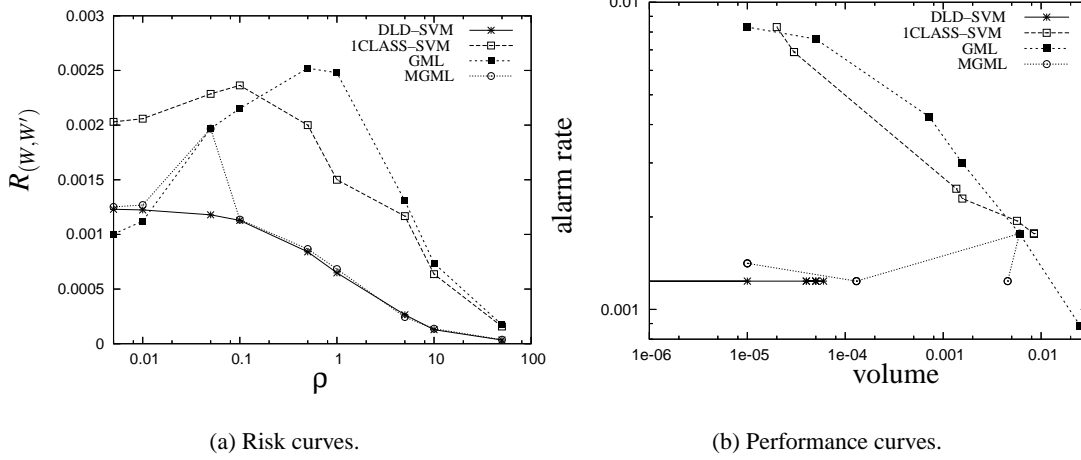 DLD–SVM
1CLASS–SVM
GML
MGML
0.003
0.0025
0.002
0.0015
0.001
0.0005
0
R(W,W′)
0.01
0.1
1
10
100
ρ
(a) Risk curves.
DLD–SVM
1CLASS–SVM
GML
MGML
0.01
0.001
alarm rate
1e-06
1e-05
1e-04
0.001
0.01
volume
(b) Performance curves.